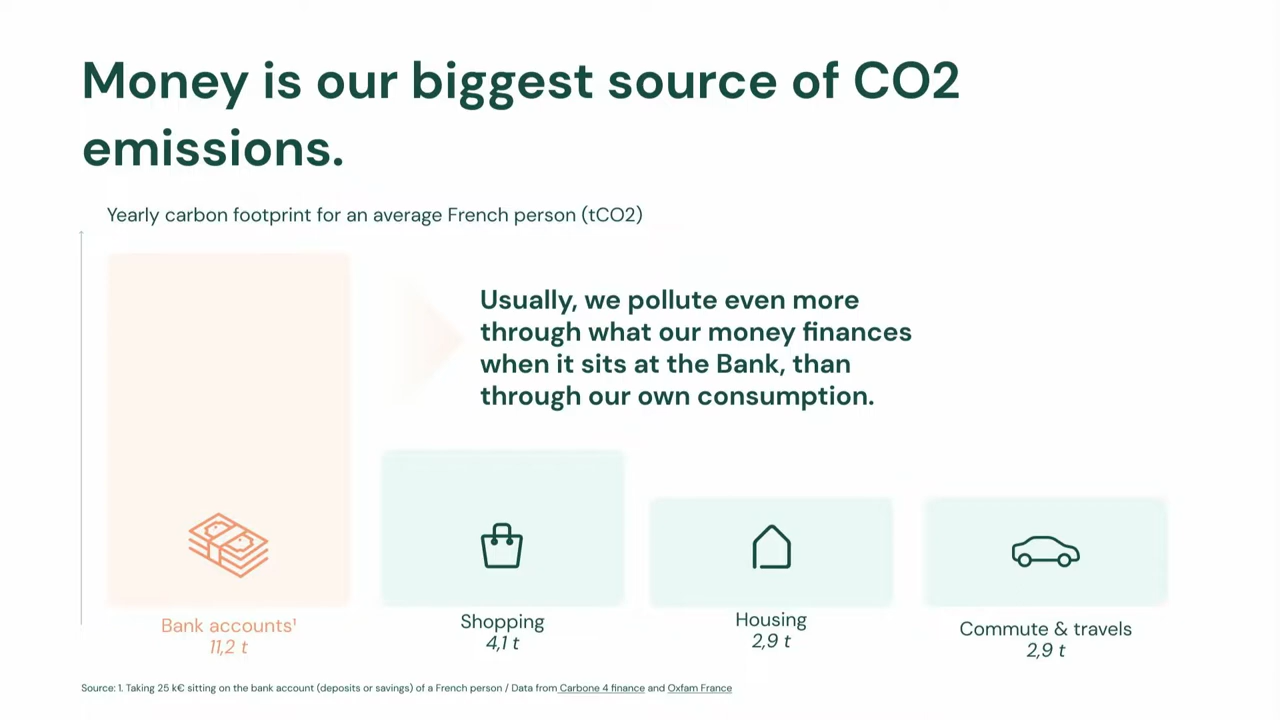 Money is our biggest source of CO2
emissions.
Yearly carbon footprint for an average French person (tCO2)
Usually, we pollute even more
through what our money finances
when it sits at the Bank, than
through our own consumption.
Bank accounts¹
11,2 t
Shopping
4,1 t
Housing
2,9 t
Commute & travels
2,9 t
Source: 1. Taking 25 k€ sitting on the bank account (deposits or savings) of a French person / Data from Carbone 4 finance and Oxfam France